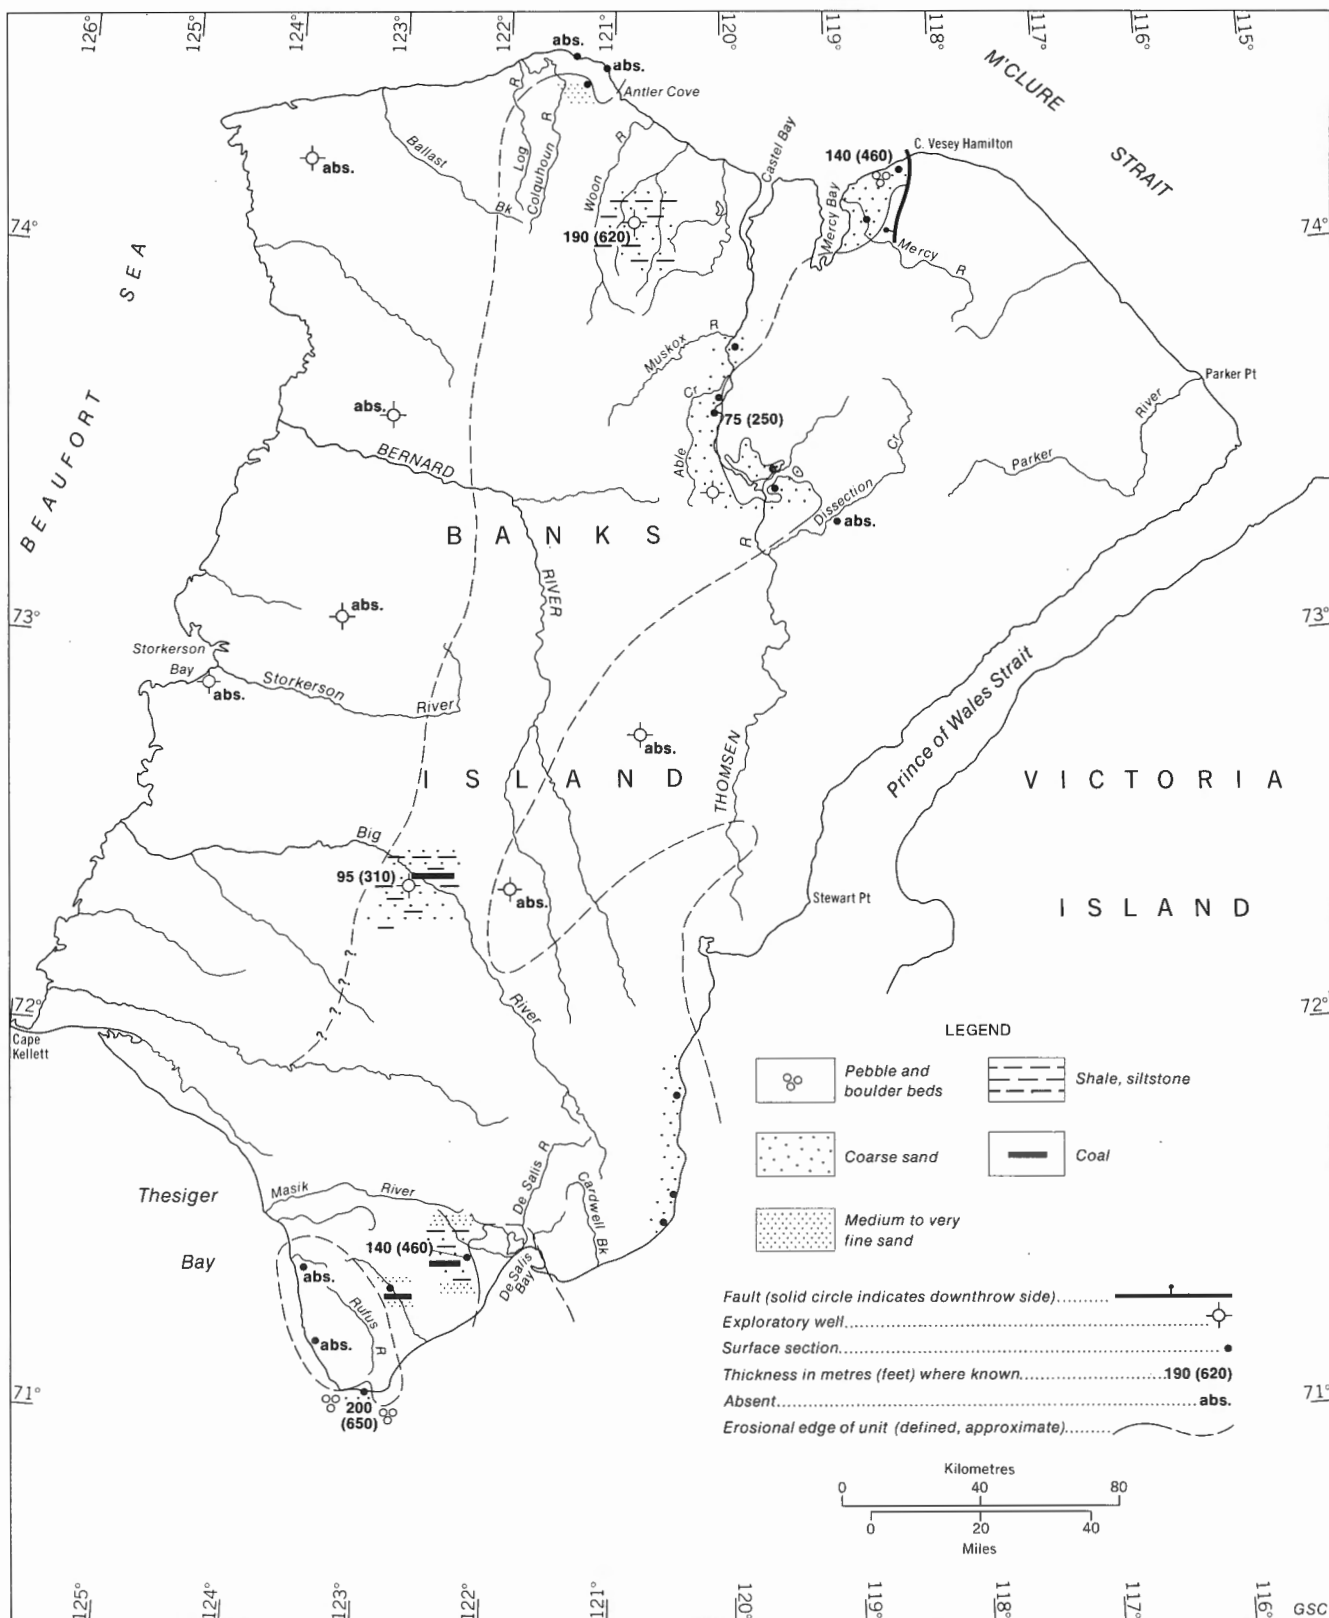 126° 125° 124° 123° 122° 121° 120° 119° 118° 117° 116° 115°
abs.
abs.
Antler Cove
M'CLURE
STRAIT
C. Vesey Hamilton
140 (460)
Castel Bay
Mercy Bay
Mercy R
abs.
Ballast
Bk
Log R
Colquhoun R
Woon R
190 (620)
74°
74°
BEAUFORT SEA
Muskox R
Parker Pt
River
Parker
abs.
Able Cr
75 (250)
Cr
Dissection
abs.
BERNARD
RIVER
BANKS
R
73°
73°
abs.
Storkerson
Bay
abs.
Storkerson
River
abs.
THOMSEN
Prince of Wales Strait
ISLAND
VICTORIA
ISLAND
Big
95 (310)
abs.
Stewart Pt
? ? ? ?
River
72°
72°
Cape
Kellett
LEGEND
Pebble and
boulder beds
Shale, siltstone
Coarse sand
Coal
Medium to very
fine sand
Thesiger
Bay
Masik River
De Salis R
Cardwell Bk
140 (460)
De Salis
Bay
abs.
Rufus
R
abs.
200
(650)
71°
71°
Fault (solid circle indicates downthrow side)
Exploratory well
Surface section
Thickness in metres (feet) where known 190 (620)
Absent abs.
Erosional edge of unit (defined, approximate)
Kilometres
0 40 80
0 20 40
Miles
125° 124° 123° 122° 121° 120° 119° 118° 117° 116°
GSC